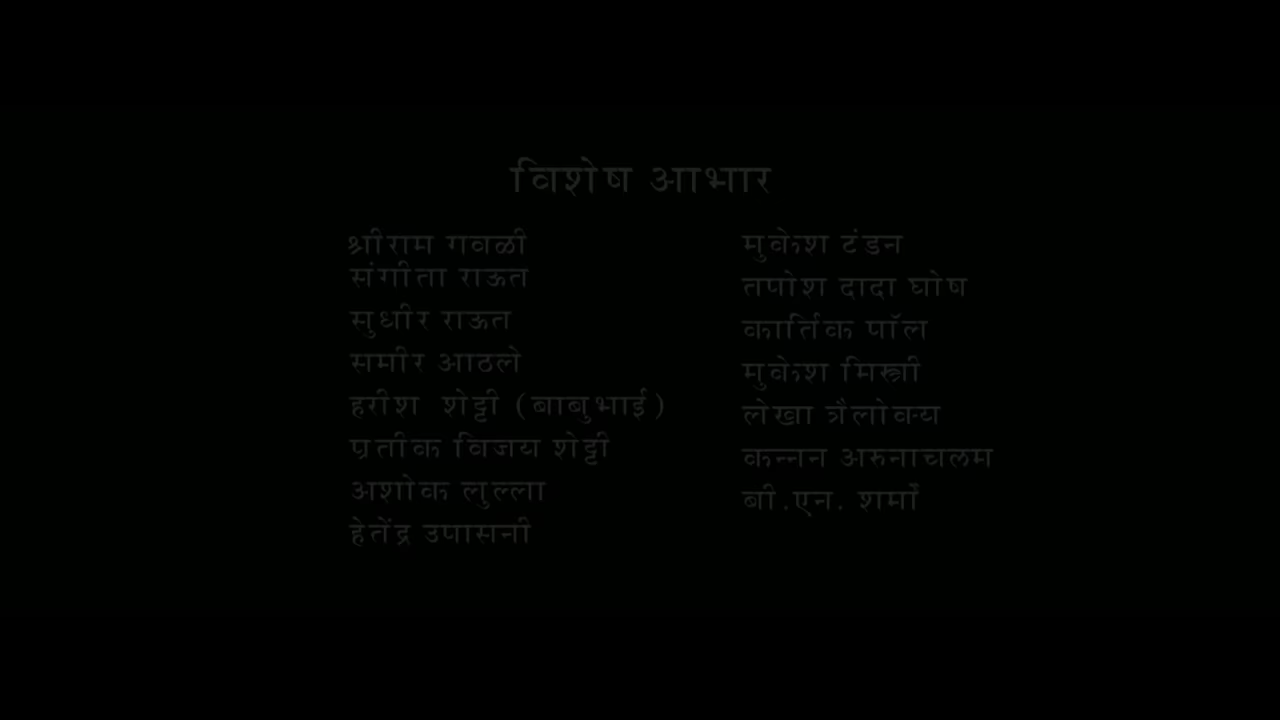 विशेष आभार
श्रीराम गवळी
संगीता राऊत
सुधीर राऊत
समीर आठले
हरीश शेट्टी (बाबुभाई)
प्रतीक विजय शेट्टी
अशोक लुल्ला
हेतेंद्र उपासनी
मुकेश टंडन
तपोश दादा घोष
कार्तिक पॉल
मुकेश मिस्त्री
लेखा त्रैलोक्य
कन्नन अरुनाचलम
बी.एन. शर्मा